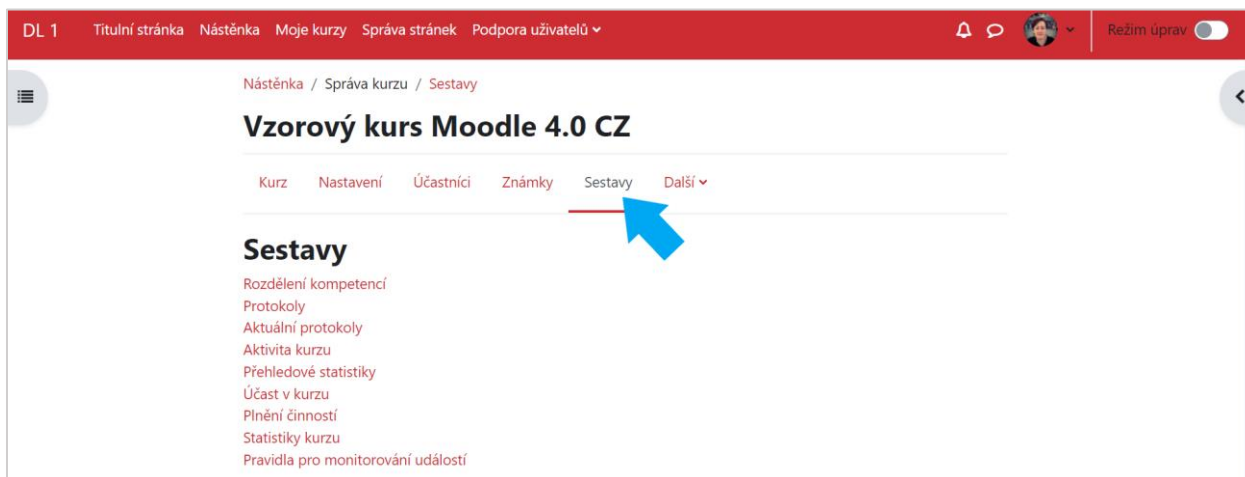 DL 1 Titulní stránka Nástěnka Moje kurzy Správa stránek Podpora uživatelů Režim úprav
Nástěnka / Správa kurzu / Sestavy
Vzorový kurs Moodle 4.0 CZ
Kurz Nastavení Účastníci Známky Sestavy Další
Sestavy
Rozdělení kompetencí
Protokoly
Aktuální protokoly
Aktivita kurzu
Přehledové statistiky
Účast v kurzu
Plnění činností
Statistiky kurzu
Pravidla pro monitorování událostí